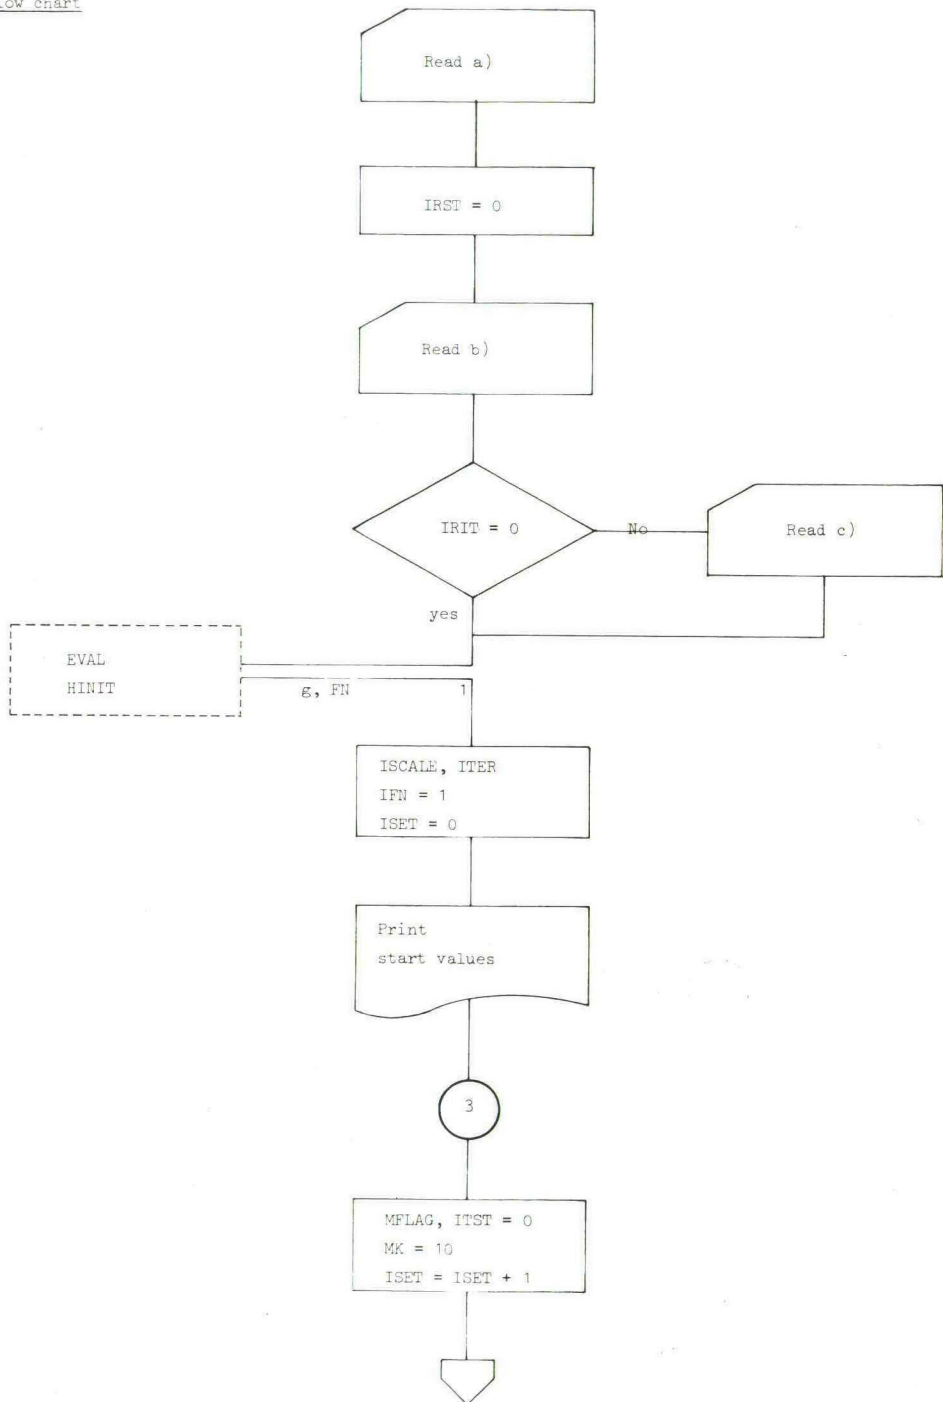 low chart
Read a)
IRST = 0
Read b)
IRIT = 0
No
Read c)
yes
EVAL
HINIT
g, FN
1
ISCALE, ITER
IFN = 1
ISET = 0
Print
start values
3
MFLAG, ITST = 0
MK = 10
ISET = ISET + 1